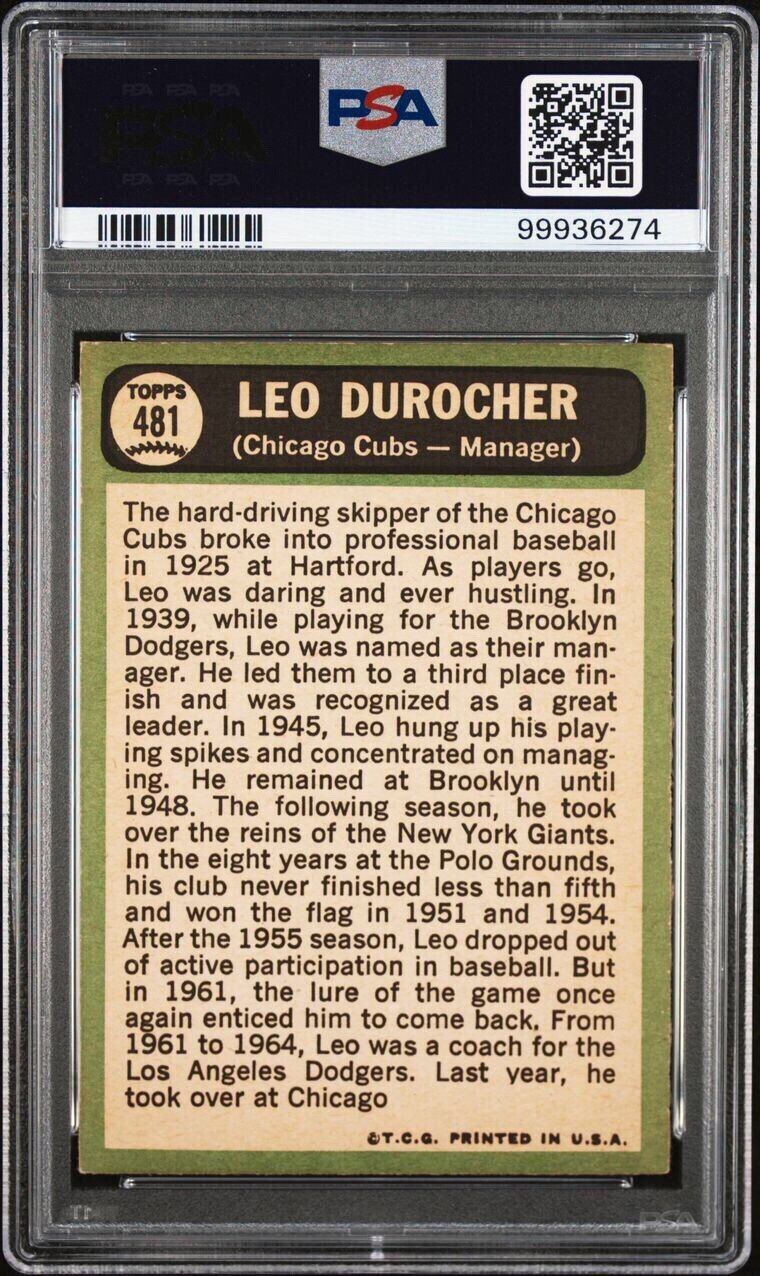 PSA PSA PSA
PSA
PSA
PSA PSA PSA
99936274
TOPPS
481
LEO DUROCHER
(Chicago Cubs — Manager)
The hard-driving skipper of the Chicago
Cubs broke into professional baseball
in 1925 at Hartford. As players go,
Leo was daring and ever hustling. In
1939, while playing for the Brooklyn
Dodgers, Leo was named as their man-
ager. He led them to a third place fin-
ish and was recognized as a great
leader. In 1945, Leo hung up his play-
ing spikes and concentrated on manag-
ing. He remained at Brooklyn until
1948. The following season, he took
over the reins of the New York Giants.
In the eight years at the Polo Grounds,
his club never finished less than fifth
and won the flag in 1951 and 1954.
After the 1955 season, Leo dropped out
of active participation in baseball. But
in 1961, the lure of the game once
again enticed him to come back. From
1961 to 1964, Leo was a coach for the
Los Angeles Dodgers. Last year, he
took over at Chicago
©T.C.G. PRINTED IN U.S.A.
PSA